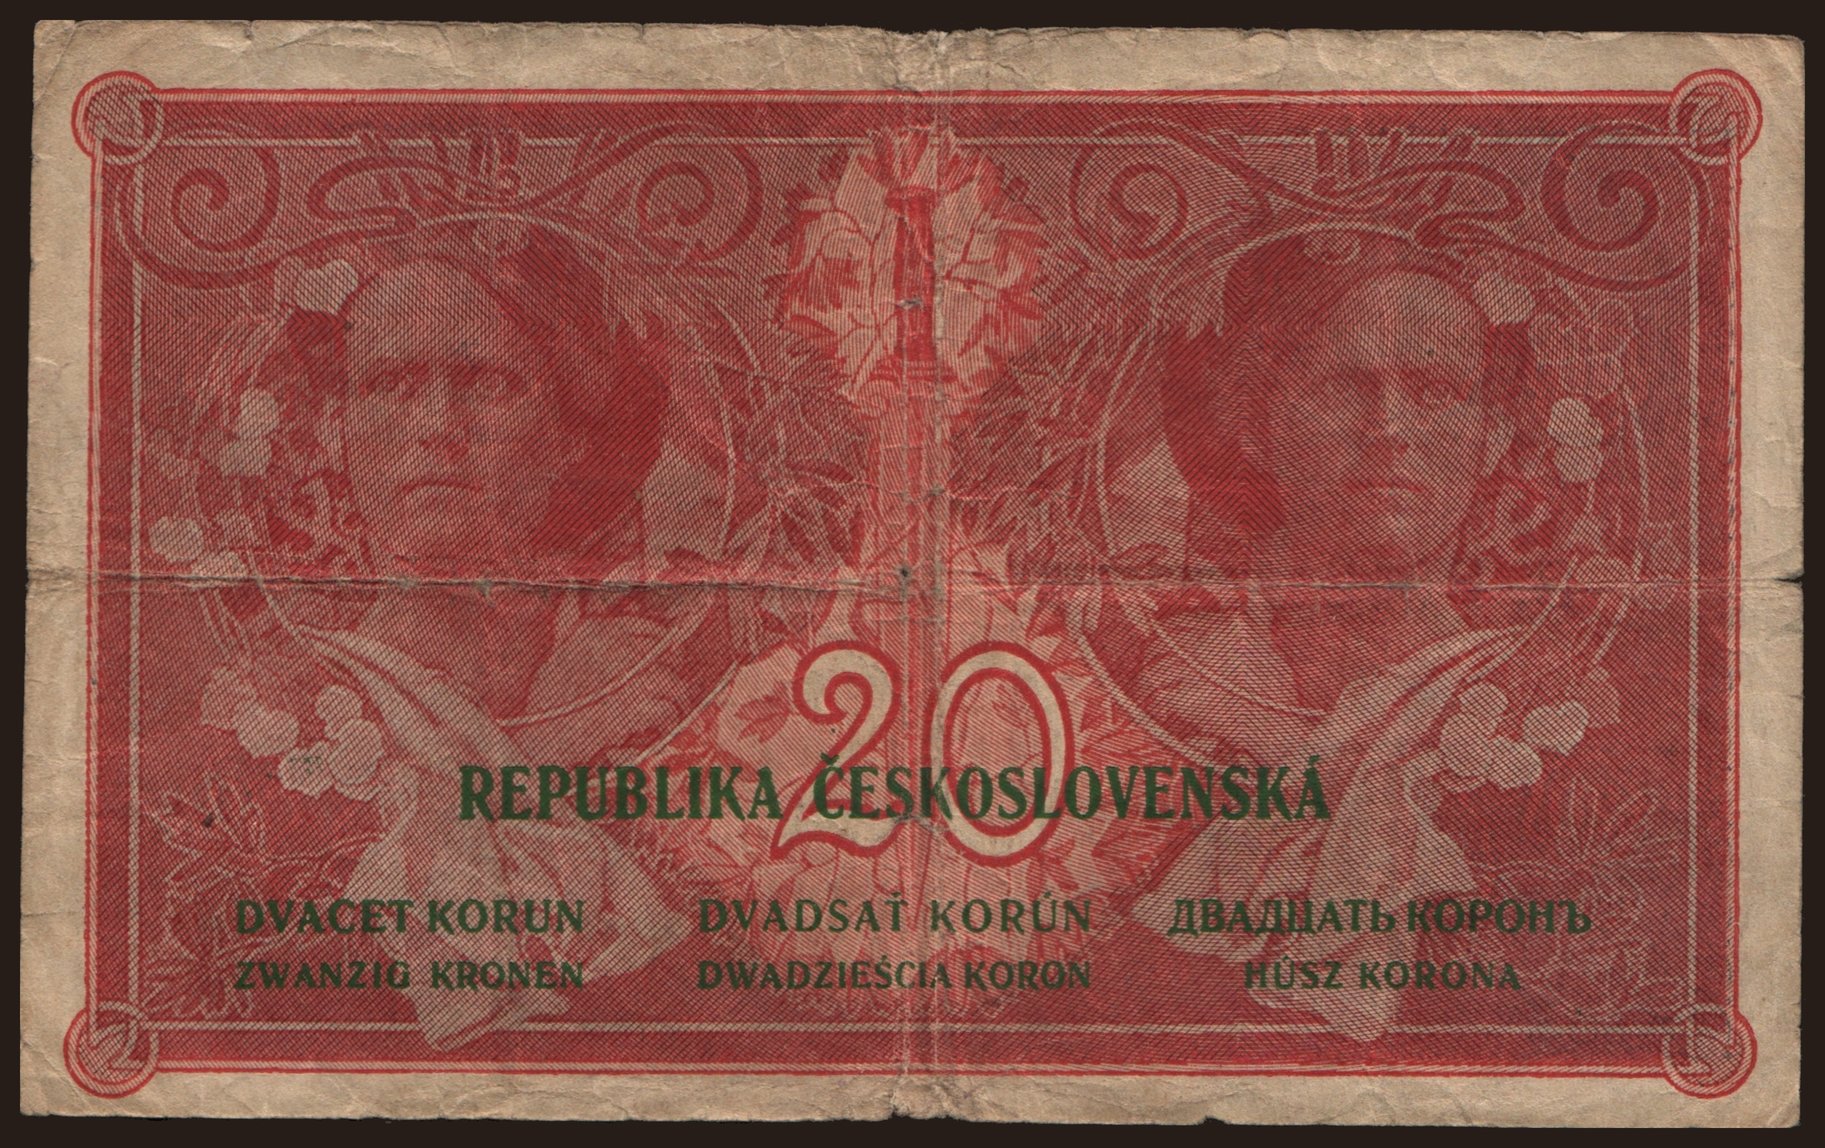 20
REPUBLIKA ČESKOSLOVENSKÁ
DVACET KORUN DVADSAŤ KORÚN ДВАДЦАТЬ КОРОНЪ
ZWANZIG KRONEN DWADZIEŚCIA KORON HÚSZ KORONA